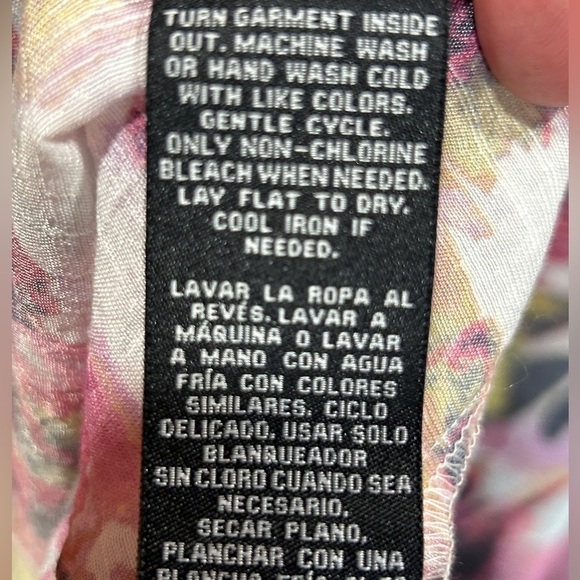 TURN GARMENT INSIDE
OUT. MACHINE WASH
OR HAND WASH COLD
WITH LIKE COLORS.
GENTLE CYCLE.
ONLY NON-CHLORINE
BLEACH WHEN NEEDED.
LAY FLAT TO DRY.
COOL IRON IF
NEEDED.
LAVAR LA ROPA AL
REVÉS. LAVAR A
MÁQUINA O LAVAR
A MANO CON AGUA
FRÍA CON COLORES
SIMILARES. CICLO
DELICADO. USAR SOLO
BLANQUEADOR
SIN CLORO CUANDO SEA
NECESARIO.
SECAR PLANO.
PLANCHAR CON UNA
PLANCHA FRÍA AL